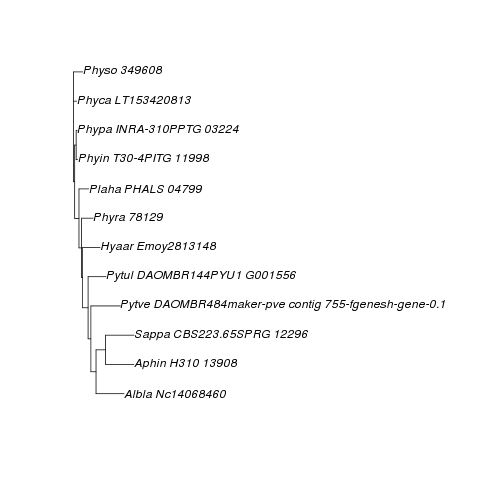 Physo 349608
Phyca LT153420813
Phypa INRA-310PPTG 03224
Phyin T30-4PITG 11998
Plaha PHALS 04799
Phyra 78129
Hyaar Emoy2813148
Pytul DAOMBR144PYU1 G001556
Pytve DAOMBR484maker-pve contig 755-fgenesh-gene-0.1
Sappa CBS223.65SPRG 12296
Aphin H310 13908
Albla Nc14068460